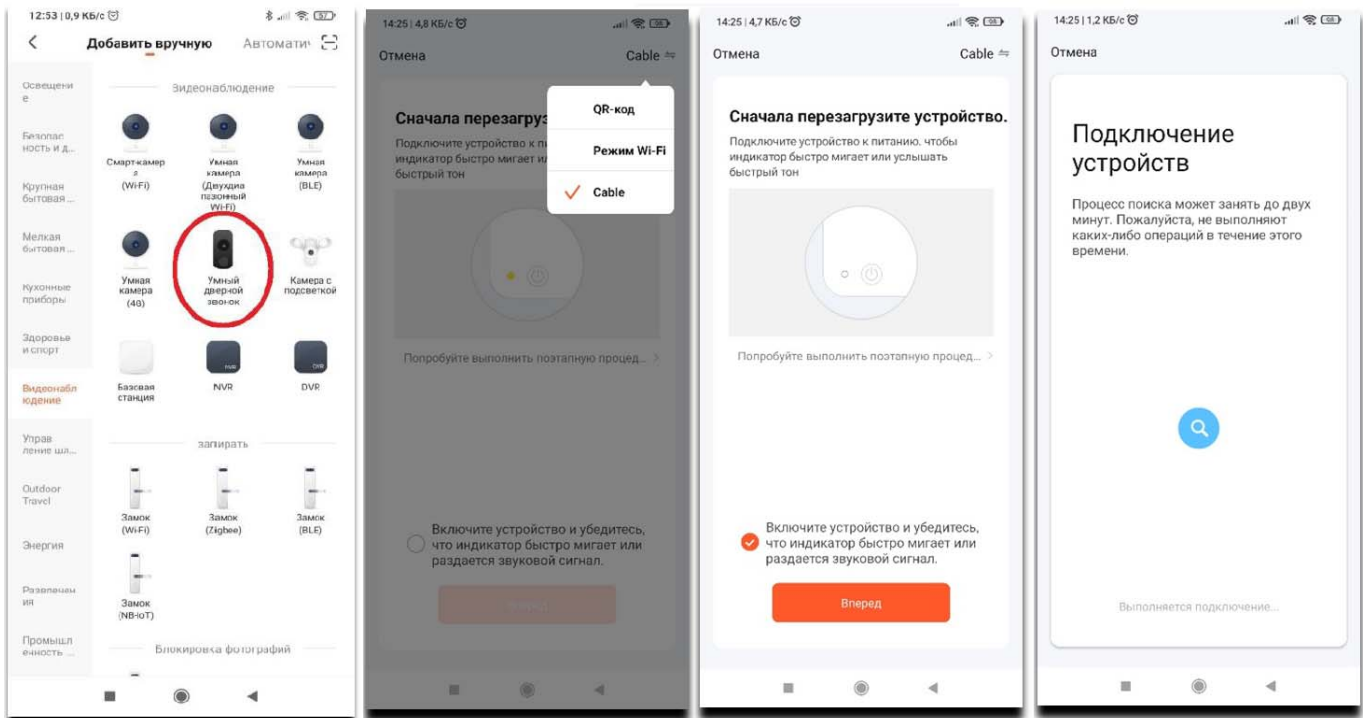 12:53 | 0,9 КБ/с
57
Добавить вручную
Освещени
е
Безопас
ность и д...
Крупная
бытовая ...
Мелкая
бытовая ...
Кухонные
приборы
Здоровье
и спорт
Видеонабл
юдение
Управ
ление ша...
Outdoor
Travel
Энергия
Развлечен
ия
Промышл
енность ...
Видеонаблюдение
Смарт-камер
а
(Wi-Fi)
Умная
камера
(Двухдиа
пазонный
Wi-Fi)
Умная
камера
(BLE)
Умная
камера
(4G)
Умный
дверной
звонок
Камера с
подсветкой
Базовая
станция
NVR
DVR
запирать
Замок
(Wi-Fi)
Замок
(Zigbee)
Замок
(BLE)
Замок
(NB-IoT)
Блокировка фотографий
14:25 | 4,8 КБ/с
Отмена
Cable
QR-код
Режим Wi-Fi
Cable
Сначала перезагруз
Подключите устройство к
индикатор быстро мигает
быстрый тон
Попробуйте выполнить поэтапную процед...
Включите устройство и убедитесь,
что индикатор быстро мигает или
раздается звуковой сигнал.
Вперед
14:25 | 4,7 КБ/с
Отмена
Cable
Сначала перезагрузите устройство.
Подключите устройство к питанию. чтобы
индикатор быстро мигает или услышать
быстрый тон
Попробуйте выполнить поэтапную процед...
Включите устройство и убедитесь,
что индикатор быстро мигает или
раздается звуковой сигнал.
Вперед
14:25 | 1,2 КБ/с
Отмена
Подключение
устройств
Процесс поиска может занять до двух
минут. Пожалуйста, не выполняют
каких-либо операций в течение этого
времени.
Выполняется подключение...